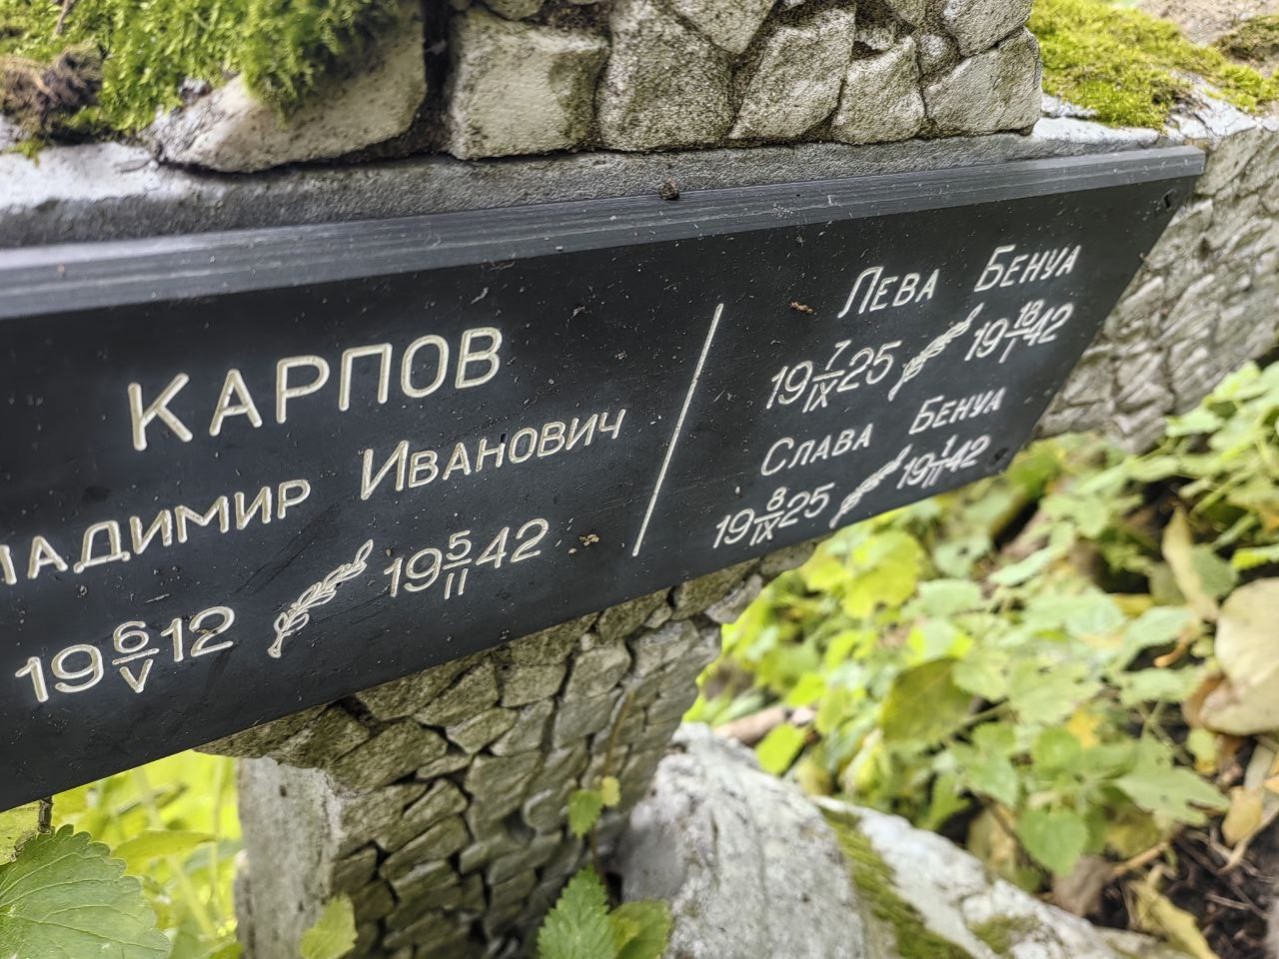 КАРПОВ
ЛАДИМИР ИВАНОВИЧ
19 6/V 12 19 5/II 42
ЛЕВА БЕНУА
19 7/IX 25 19 18/I 42
СЛАВА БЕНУА
19 8/IX 25 19 1/II 42